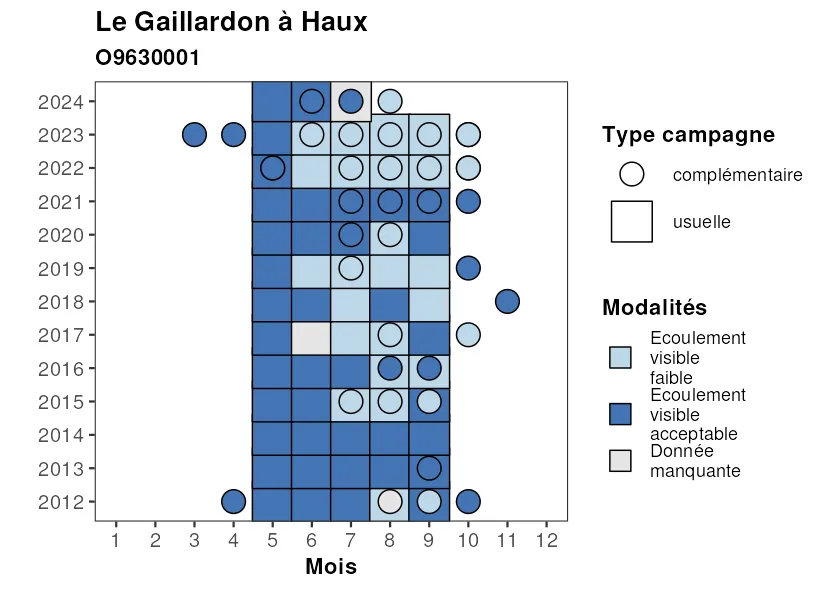 Le Gaillardon à Haux
O9630001
2024
2023
2022
2021
2020
2019
2018
2017
2016
2015
2014
2013
2012
1 2 3 4 5 6 7 8 9 10 11 12
Mois
Type campagne
complémentaire
usuelle
Modalités
Ecoulement
visible
faible
Ecoulement
visible
acceptable
Donnée
manquante